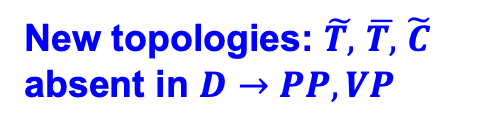 New topologies: T̃, T̅, C̃
absent in D → PP, VP